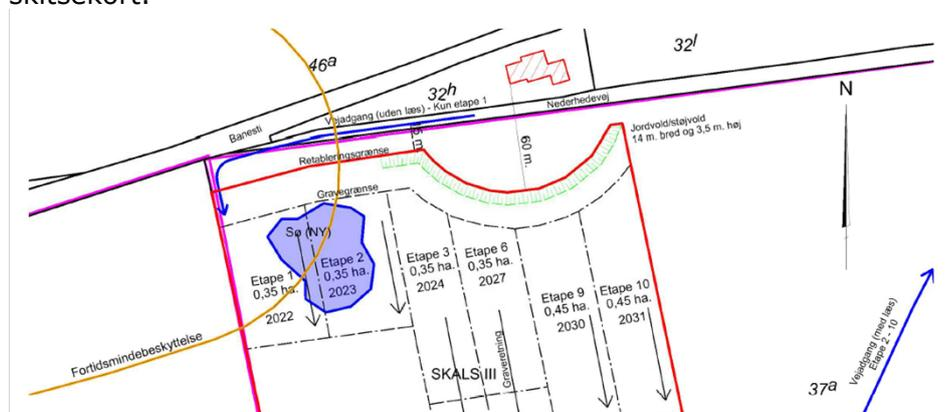 skitsekort.
46a
32l
32h
N
Vejadgang (uden læs) - Kun etape 1
Nederhedevej
Banesti
Jordvold/støjvold
14 m. bred og 3,5 m. høj
Retableringsgrænse
60 m.
Gravegrænse
Sø (NY)
Etape 1
0,35 ha.
2022
Etape 2
0,35 ha.
2023
Etape 3
0,35 ha.
2024
Etape 6
0,35 ha.
2027
Etape 9
0,45 ha.
2030
Etape 10
0,45 ha.
2031
Fortidsmindebeskyttelse
Graveretning
SKALS III
Vejadgang (med læs)
Etape 2 - 10
37a